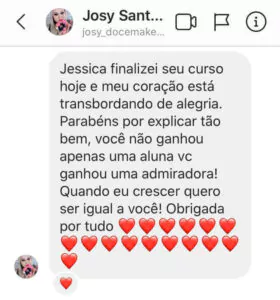 Josy Sant...
josy_docemake...
Jessica finalizei seu curso
hoje e meu coração está
transbordando de alegria.
Parabéns por explicar tão
bem, você não ganhou
apenas uma aluna vc
ganhou uma admiradora!
Quando eu crescer quero
ser igual a você! Obrigada
por tudo ❤️❤️❤️❤️❤️❤️❤️
❤️❤️❤️❤️❤️❤️❤️❤️❤️❤️
❤️